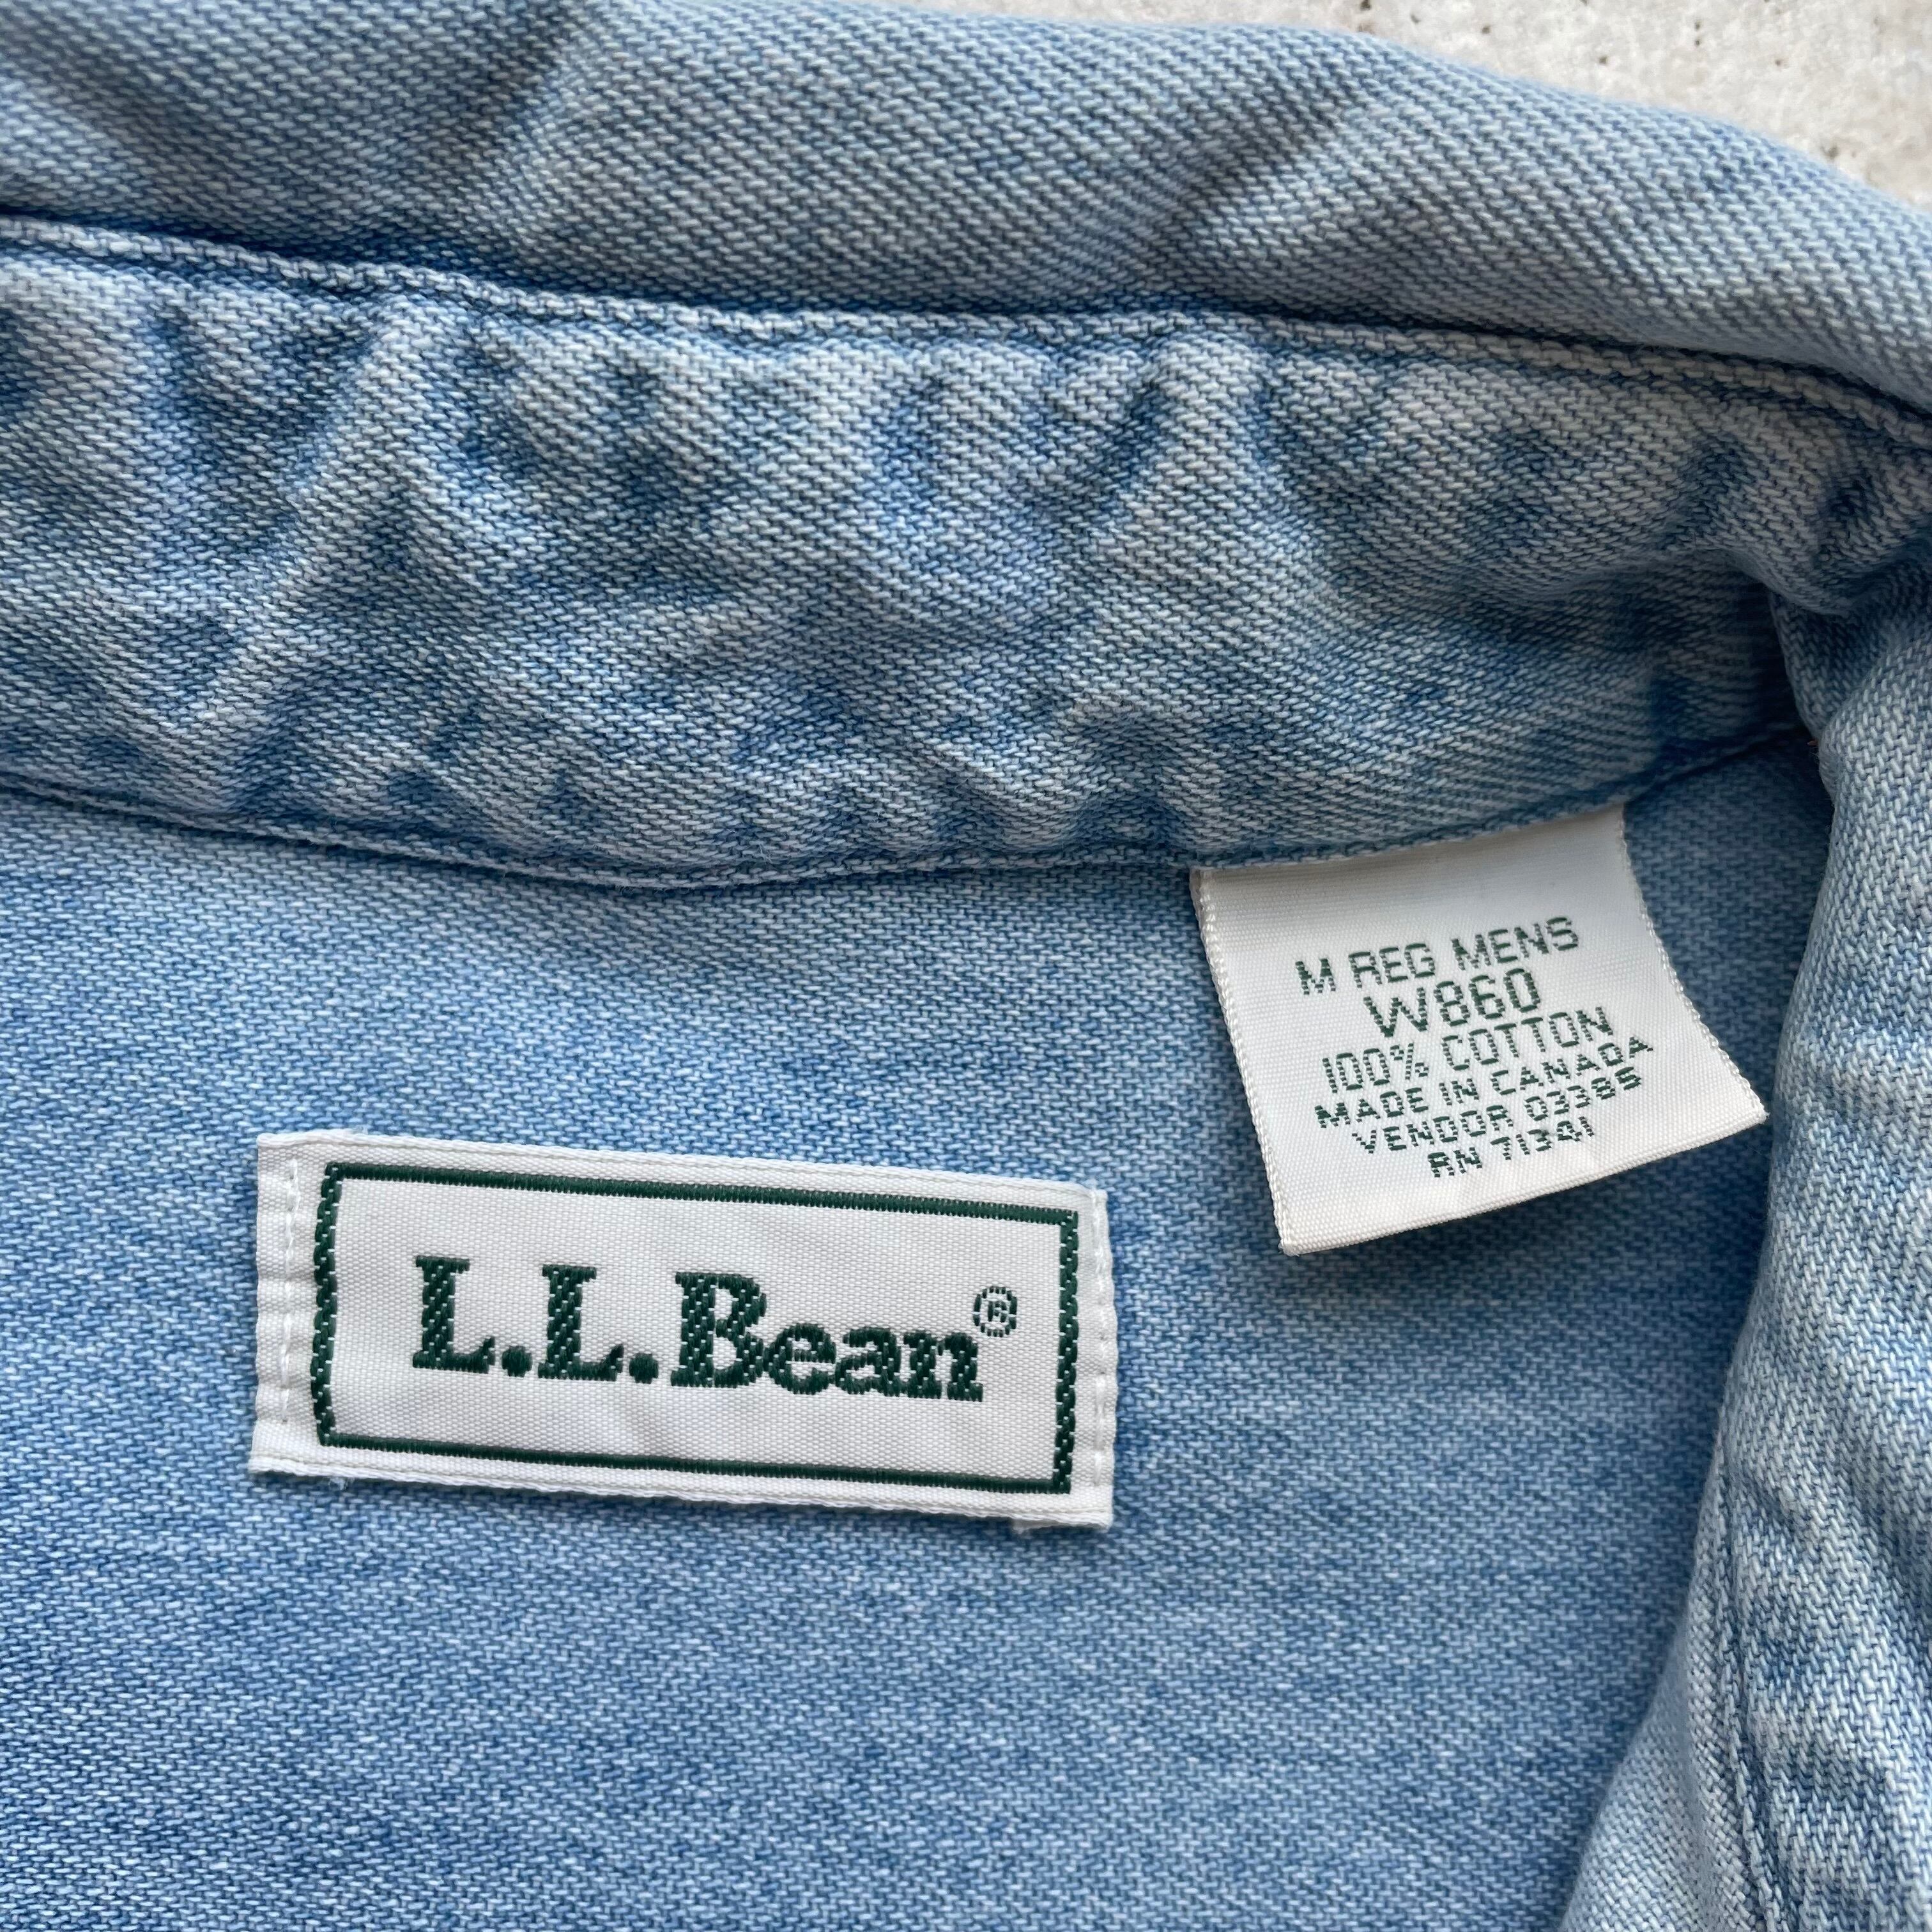 M REG MENS
W860
100% COTTON
MADE IN CANADA
VENDOR 03385
RN 71341
L.L.Bean®